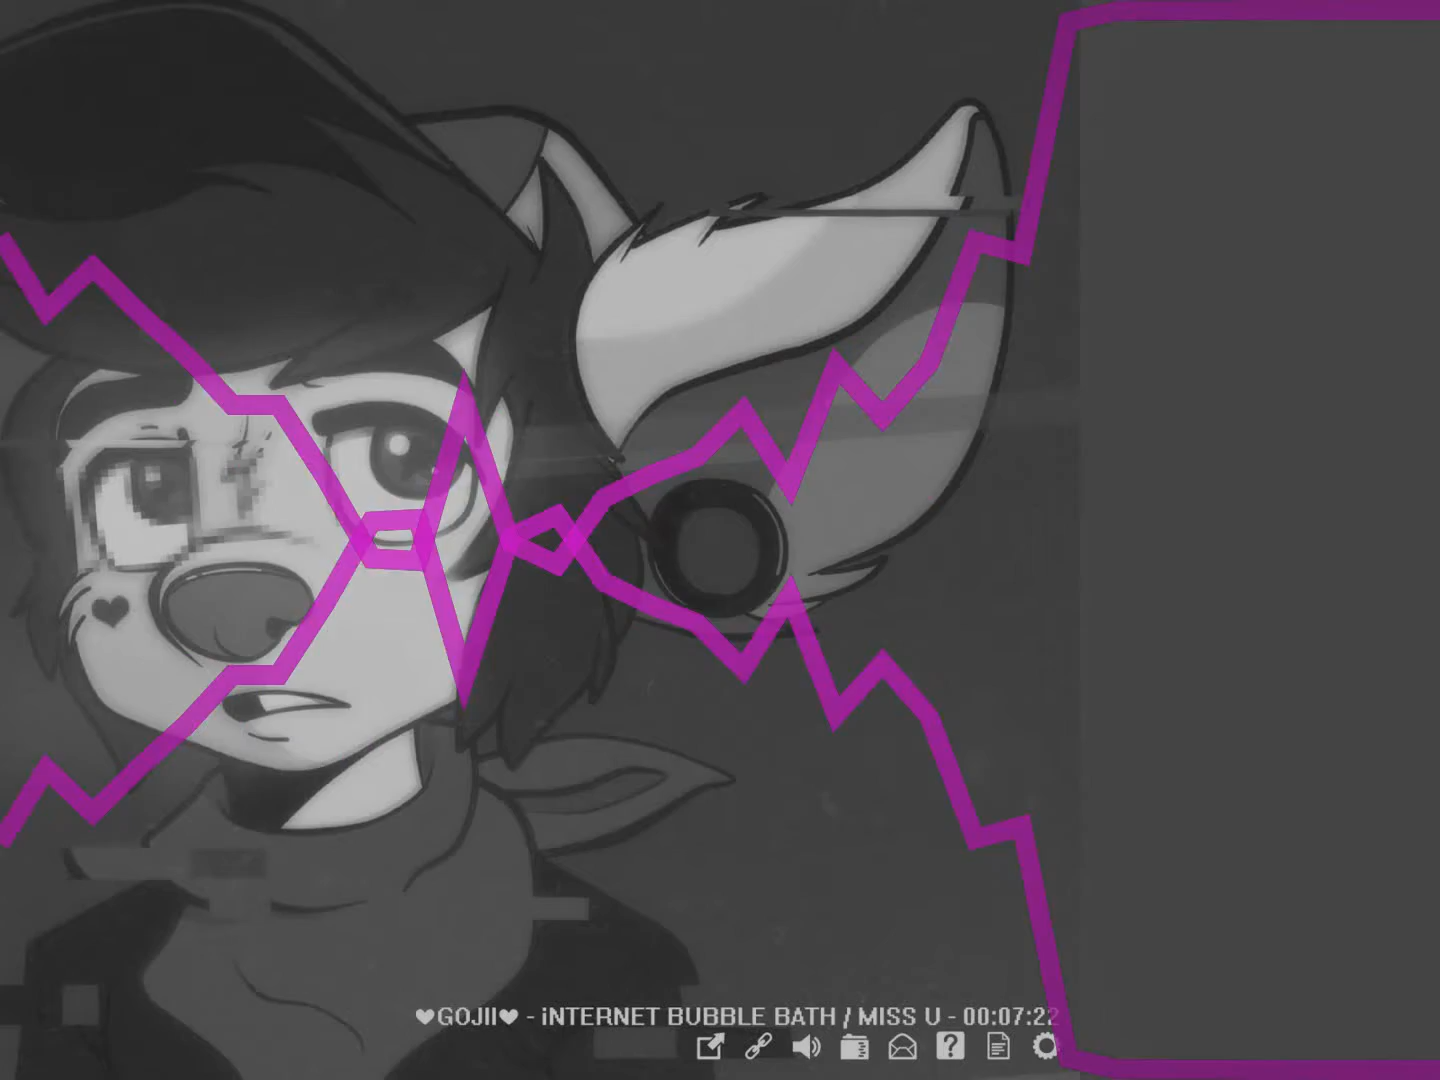 ❤GOJII❤ - iNTERNET BUBBLE BATH / MISS U - 00:07:22
?